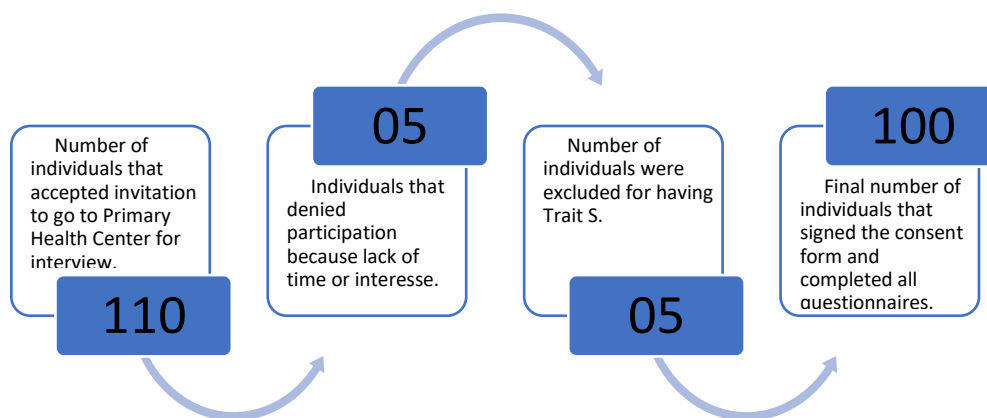 Number of
individuals that
accepted invitation
to go to Primary
Health Center for
interview.
110
05
Individuals that
denied
participation
because lack of
time or interesse.
Number of
individuals were
excluded for having
Trait S.
05
100
Final number of
individuals that
signed the consent
form and
completed all
questionnaires.